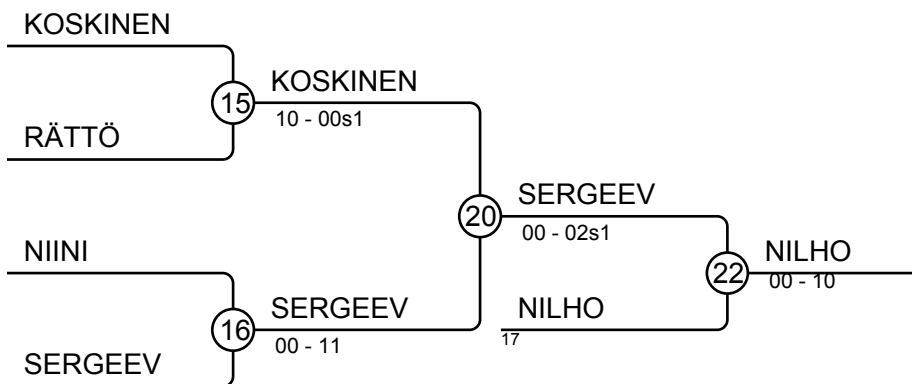 KOSKINEN
15
KOSKINEN
10 - 00s1
RÄTTÖ
20
SERGEEV
00 - 02s1
NIINI
22
NILHO
00 - 10
16
SERGEEV
00 - 11
NILHO
17
SERGEEV